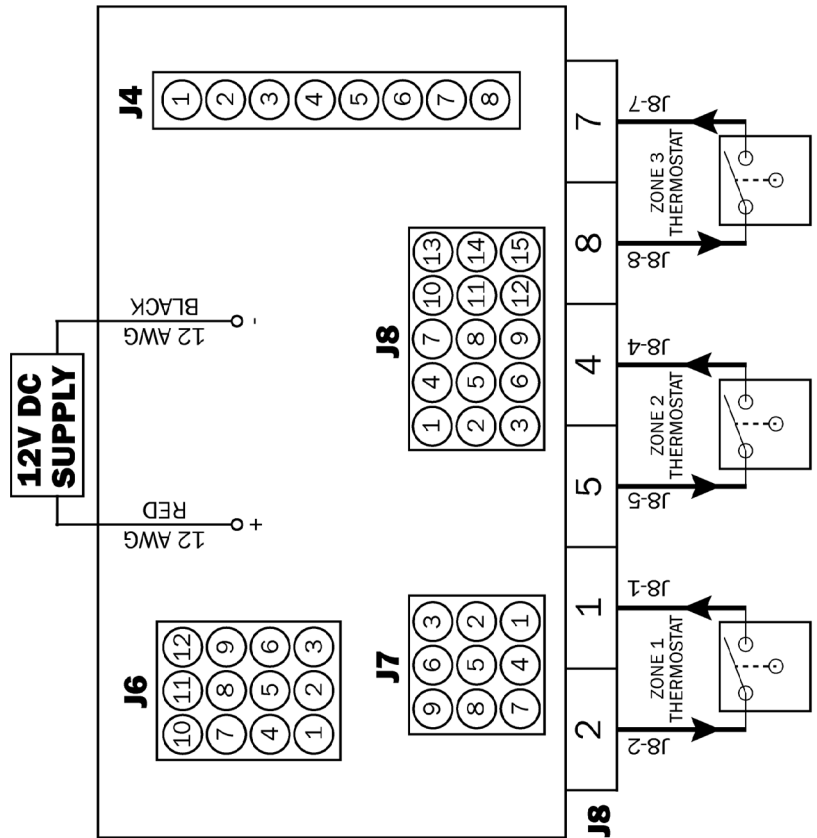 12V DC
SUPPLY
12 AWG RED
12 AWG BLACK
+
-
J6
10 11 12
7 8 9
4 5 6
1 2 3
J4
8 7 6 5 4 3 2 1
J7
9 6 3
8 5 2
7 4 1
J8
1 4 7 10 13
2 5 8 11 14
3 6 9 12 15
J8
2 1 5 4 8 7
J8-2
ZONE 1
THERMOSTAT
J8-1
J8-5
ZONE 2
THERMOSTAT
J8-4
J8-8
ZONE 3
THERMOSTAT
J8-7